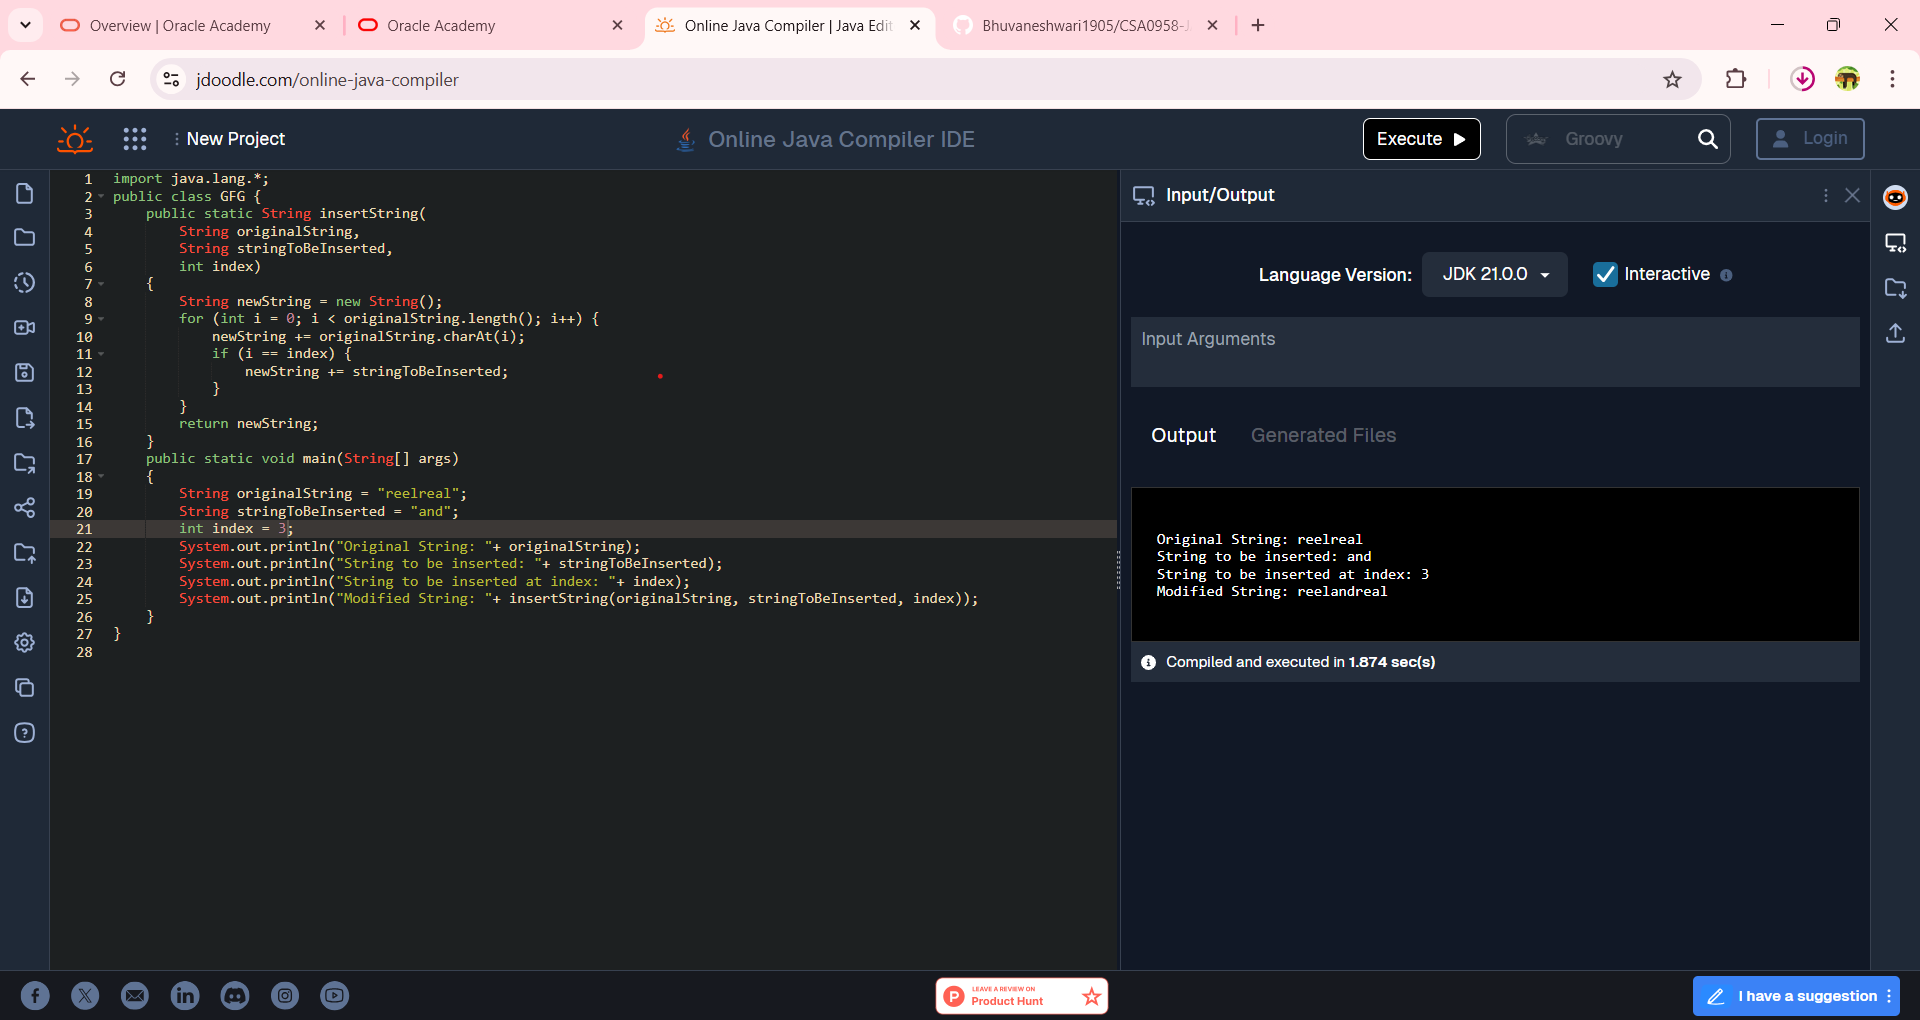 Overview | Oracle Academy
Oracle Academy
Online Java Compiler | Java Edit
Bhuvaneshwari1905/CSA0958-J
jdoodle.com/online-java-compiler
New Project
Online Java Compiler IDE
Execute
Groovy
Login
1 import java.lang.*;
2 public class GFG {
3 public static String insertString(
4 String originalString,
5 String stringToBeInserted,
6 int index)
7 {
8 String newString = new String();
9 for (int i = 0; i < originalString.length(); i++) {
10 newString += originalString.charAt(i);
11 if (i == index) {
12 newString += stringToBeInserted;
13 }
14 }
15 return newString;
16 }
17 public static void main(String[] args)
18 {
19 String originalString = "reelreal";
20 String stringToBeInserted = "and";
21 int index = 3;
22 System.out.println("Original String: "+ originalString);
23 System.out.println("String to be inserted: "+ stringToBeInserted);
24 System.out.println("String to be inserted at index: "+ index);
25 System.out.println("Modified String: "+ insertString(originalString, stringToBeInserted, index));
26 }
27 }
28
Input/Output
Language Version:
JDK 21.0.0
Interactive
Input Arguments
Output
Generated Files
Original String: reelreal
String to be inserted: and
String to be inserted at index: 3
Modified String: reelandreal
Compiled and executed in 1.874 sec(s)
LEAVE A REVIEW ON
Product Hunt
I have a suggestion